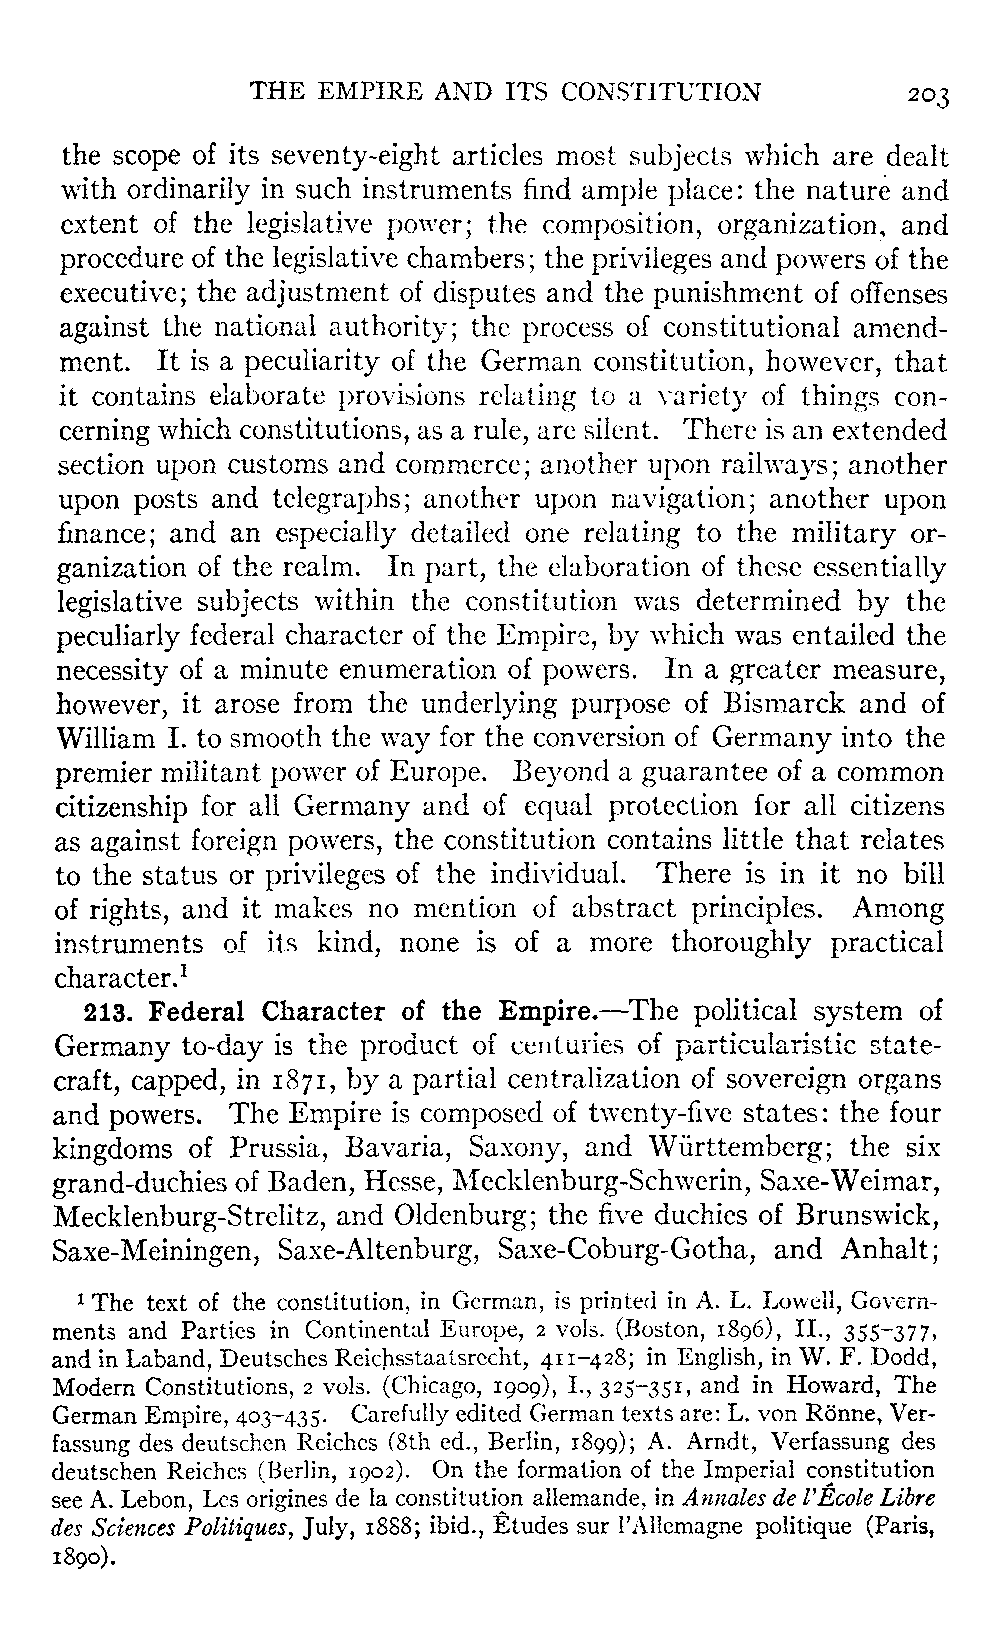 THE EMPIRE AND ITS CONSTITUTION 203
the scope of its seventy-eight articles most subjects which are dealt
with ordinarily in such instruments find ample place: the nature and
extent of the legislative power; the composition, organization, and
procedure of the legislative chambers; the privileges and powers of the
executive; the adjustment of disputes and the punishment of offenses
against the national authority; the process of constitutional amend-
ment. It is a peculiarity of the German constitution, however, that
it contains elaborate provisions relating to a variety of things con-
cerning which constitutions, as a rule, are silent. There is an extended
section upon customs and commerce; another upon railways; another
upon posts and telegraphs; another upon navigation; another upon
finance; and an especially detailed one relating to the military or-
ganization of the realm. In part, the elaboration of these essentially
legislative subjects within the constitution was determined by the
peculiarly federal character of the Empire, by which was entailed the
necessity of a minute enumeration of powers. In a greater measure,
however, it arose from the underlying purpose of Bismarck and of
William I. to smooth the way for the conversion of Germany into the
premier militant power of Europe. Beyond a guarantee of a common
citizenship for all Germany and of equal protection for all citizens
as against foreign powers, the constitution contains little that relates
to the status or privileges of the individual. There is in it no bill
of rights, and it makes no mention of abstract principles. Among
instruments of its kind, none is of a more thoroughly practical
character.¹
213. Federal Character of the Empire.—The political system of
Germany to-day is the product of centuries of particularistic state-
craft, capped, in 1871, by a partial centralization of sovereign organs
and powers. The Empire is composed of twenty-five states: the four
kingdoms of Prussia, Bavaria, Saxony, and Württemberg; the six
grand-duchies of Baden, Hesse, Mecklenburg-Schwerin, Saxe-Weimar,
Mecklenburg-Strelitz, and Oldenburg; the five duchies of Brunswick,
Saxe-Meiningen, Saxe-Altenburg, Saxe-Coburg-Gotha, and Anhalt;
¹ The text of the constitution, in German, is printed in A. L. Lowell, Govern-
ments and Parties in Continental Europe, 2 vols. (Boston, 1896), II., 355–377,
and in Laband, Deutsches Reichsstaatsrecht, 411–428; in English, in W. F. Dodd,
Modern Constitutions, 2 vols. (Chicago, 1909), I., 325–351, and in Howard, The
German Empire, 403–435. Carefully edited German texts are: L. von Rönne, Ver-
fassung des deutschen Reiches (8th ed., Berlin, 1899); A. Arndt, Verfassung des
deutschen Reiches (Berlin, 1902). On the formation of the Imperial constitution
see A. Lebon, Les origines de la constitution allemande, in Annales de l'École Libre
des Sciences Politiques, July, 1888; ibid., Êtudes sur l'Allemagne politique (Paris,
1890).